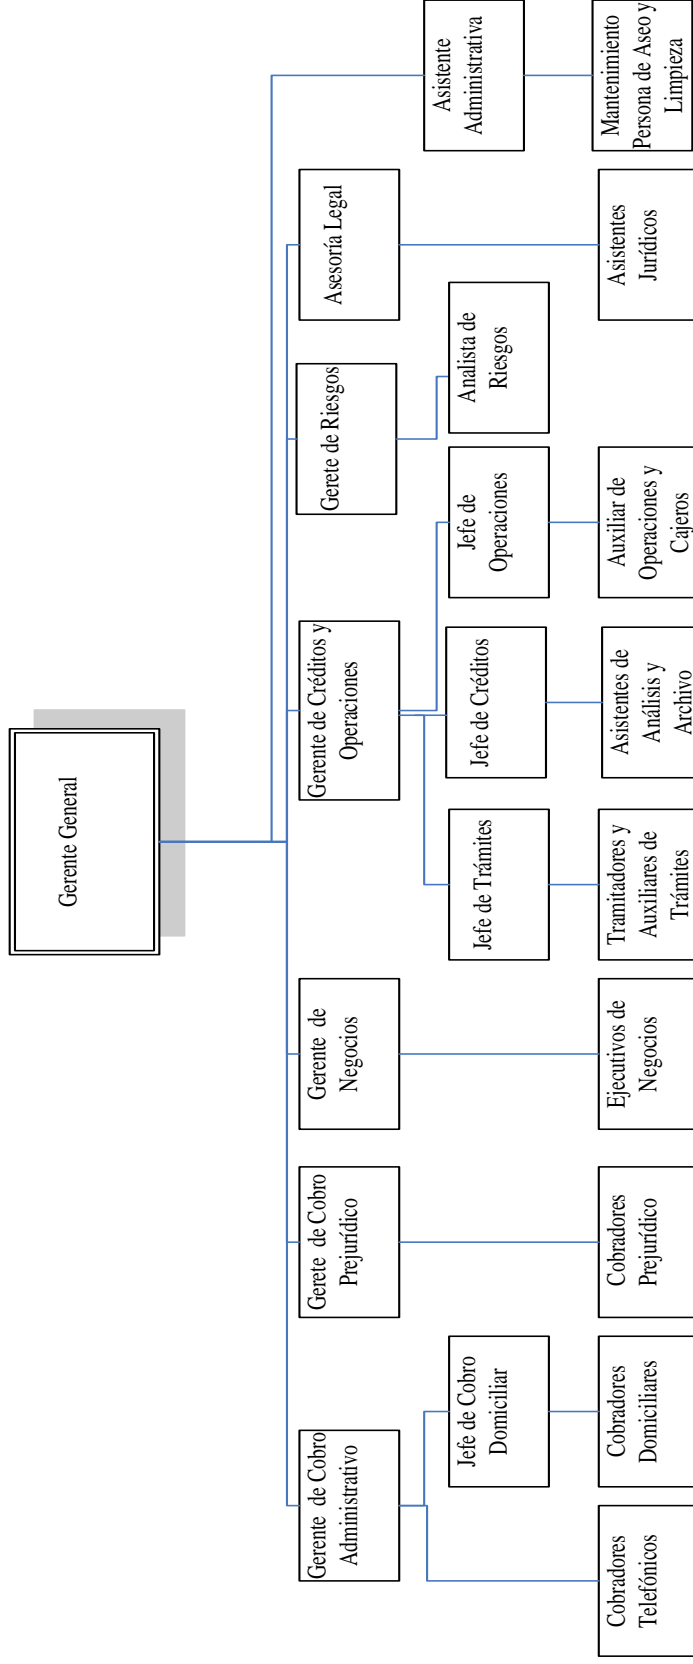 Gerente General
Gerente de Cobro
Administrativo
Gerete de Cobro
Prejurídico
Gerente de
Negocios
Gerente de Créditos y
Operaciones
Gerete de Riesgos
Asesoría Legal
Asistente
Administrativa
Jefe de Cobro
Domiciliar
Jefe de Trámites
Jefe de Créditos
Jefe de
Operaciones
Analista de
Riesgos
Cobradores
Telefónicos
Cobradores
Domiciliares
Cobradores
Prejurídico
Ejecutivos de
Negocios
Tramitadores y
Auxiliares de
Trámites
Asistentes de
Análisis y
Archivo
Auxiliar de
Operaciones y
Cajeros
Asistentes
Jurídicos
Mantenimiento
Persona de Aseo y
Limpieza